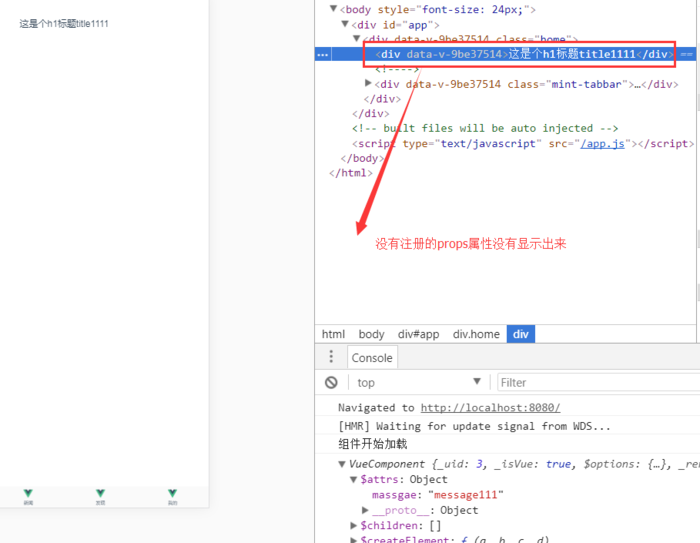 这是个h1标题title1111
<body style="font-size: 24px;">
<div id="app">
<div data-v-9be37514 class="home">
<div data-v-9be37514>这是个h1标题title1111</div> ==
<!---->
<div data-v-9be37514 class="mint-tabbar">…</div>
</div>
</div>
<!-- built files will be auto injected -->
<script type="text/javascript" src="/app.js"></script>
</body>
</html>
没有注册的props属性没有显示出来
html body div#app div.home div
Console
top Filter
Navigated to http://localhost:8080/
[HMR] Waiting for update signal from WDS...
组件开始加载
VueComponent {_uid: 3, _isVue: true, $options: {…}, _re
$attrs: Object
massgae: "message111"
__proto__: Object
$children: []
$createElement: ƒ (a, b, c, d)